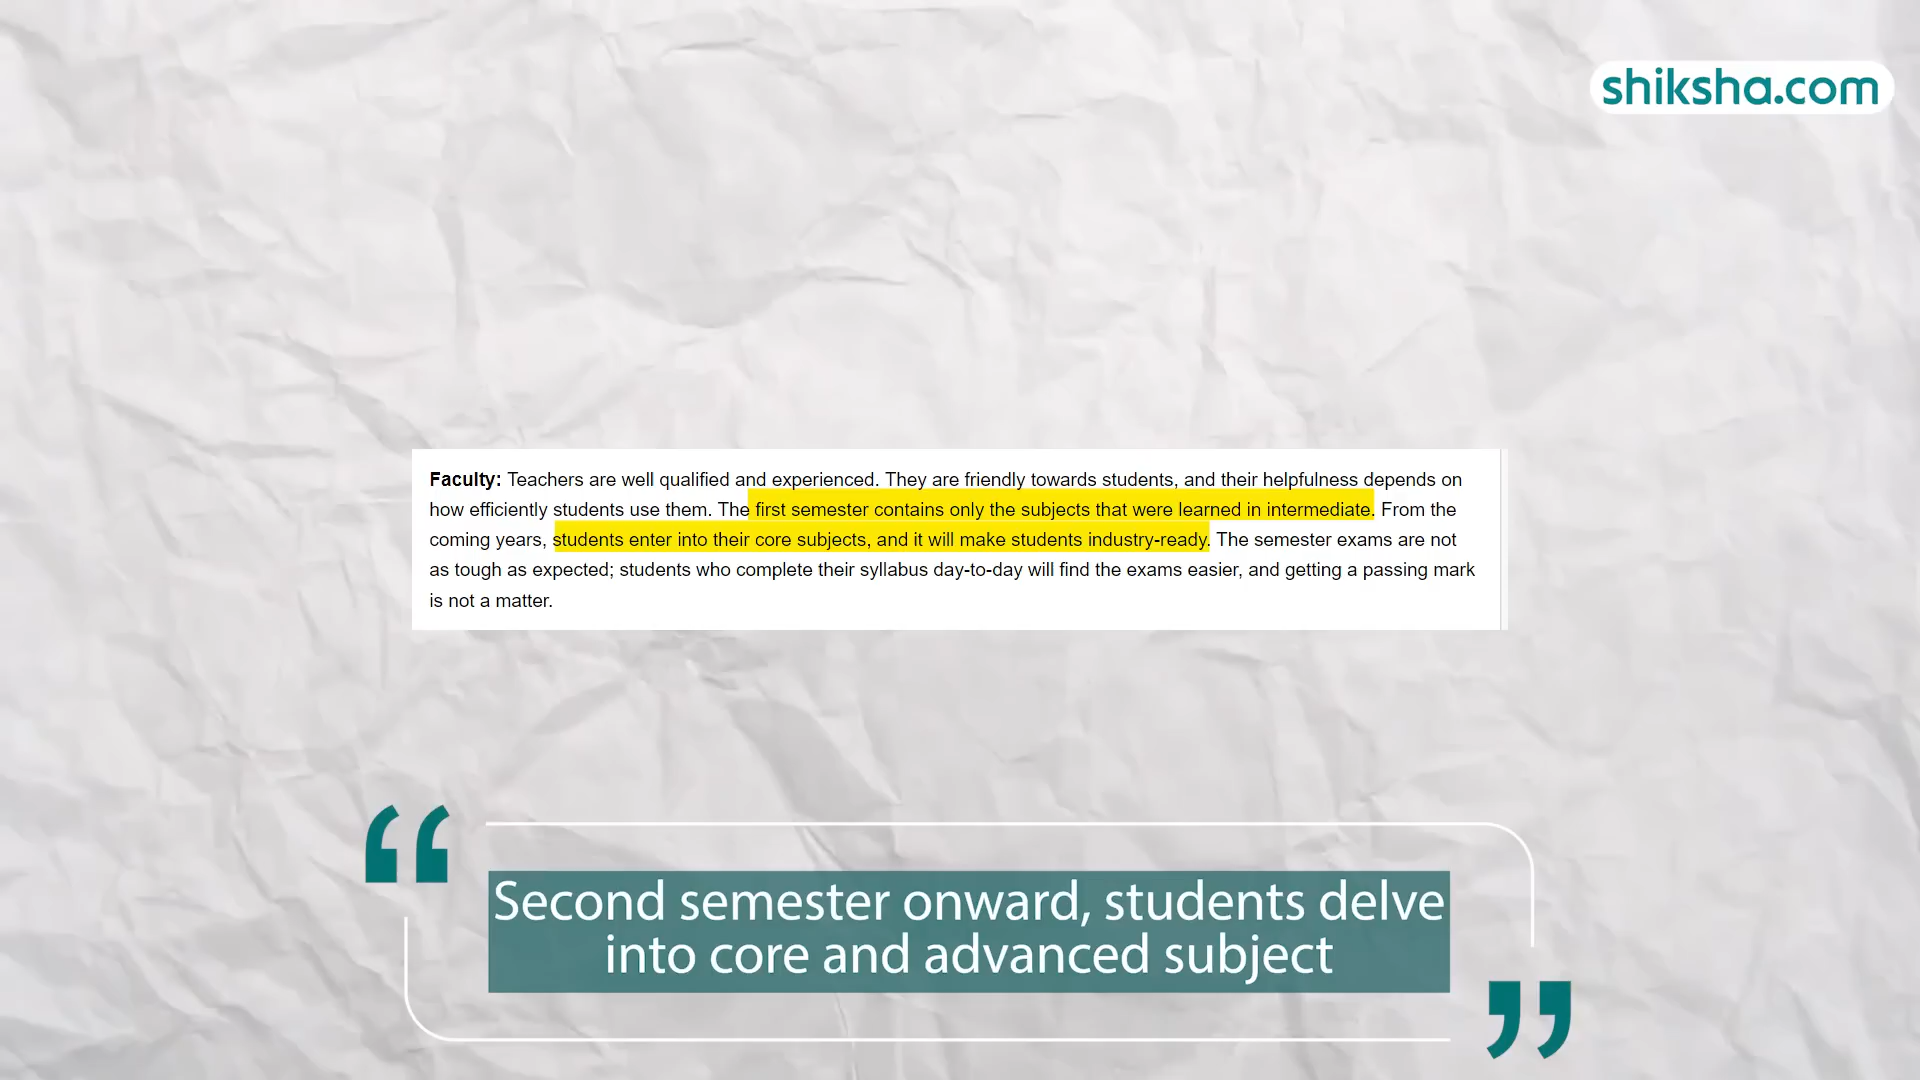 shiksha.com
Faculty: Teachers are well qualified and experienced. They are friendly towards students, and their helpfulness depends on
how efficiently students use them. The first semester contains only the subjects that were learned in intermediate. From the
coming years, students enter into their core subjects, and it will make students industry-ready. The semester exams are not
as tough as expected; students who complete their syllabus day-to-day will find the exams easier, and getting a passing mark
is not a matter.
“Second semester onward, students delve
into core and advanced subject”